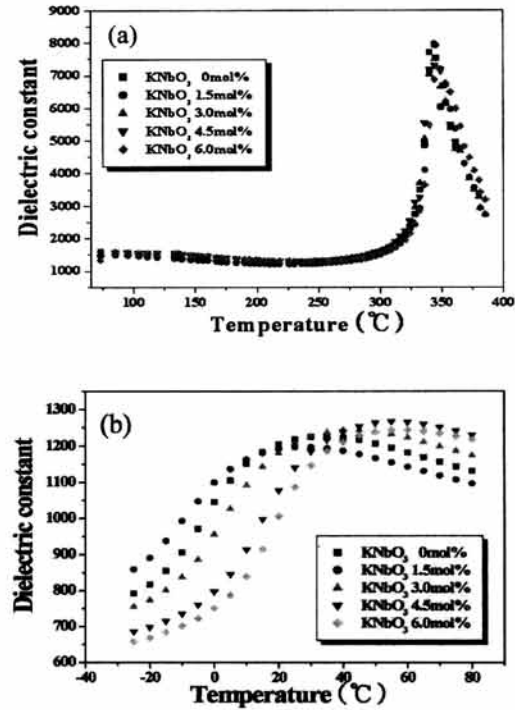 (a)
9000
8000
7000
6000
5000
4000
3000
2000
1000
Dielectric constant
KNbO₃ 0mol%
KNbO₃ 1.5mol%
KNbO₃ 3.0mol%
KNbO₃ 4.5mol%
KNbO₃ 6.0mol%
100 150 200 250 300 350 400
Temperature (℃)
(b)
1300
1200
1100
1000
900
800
700
600
Dielectric constant
KNbO₃ 0mol%
KNbO₃ 1.5mol%
KNbO₃ 3.0mol%
KNbO₃ 4.5mol%
KNbO₃ 6.0mol%
-40 -20 0 20 40 60 80
Temperature (℃)